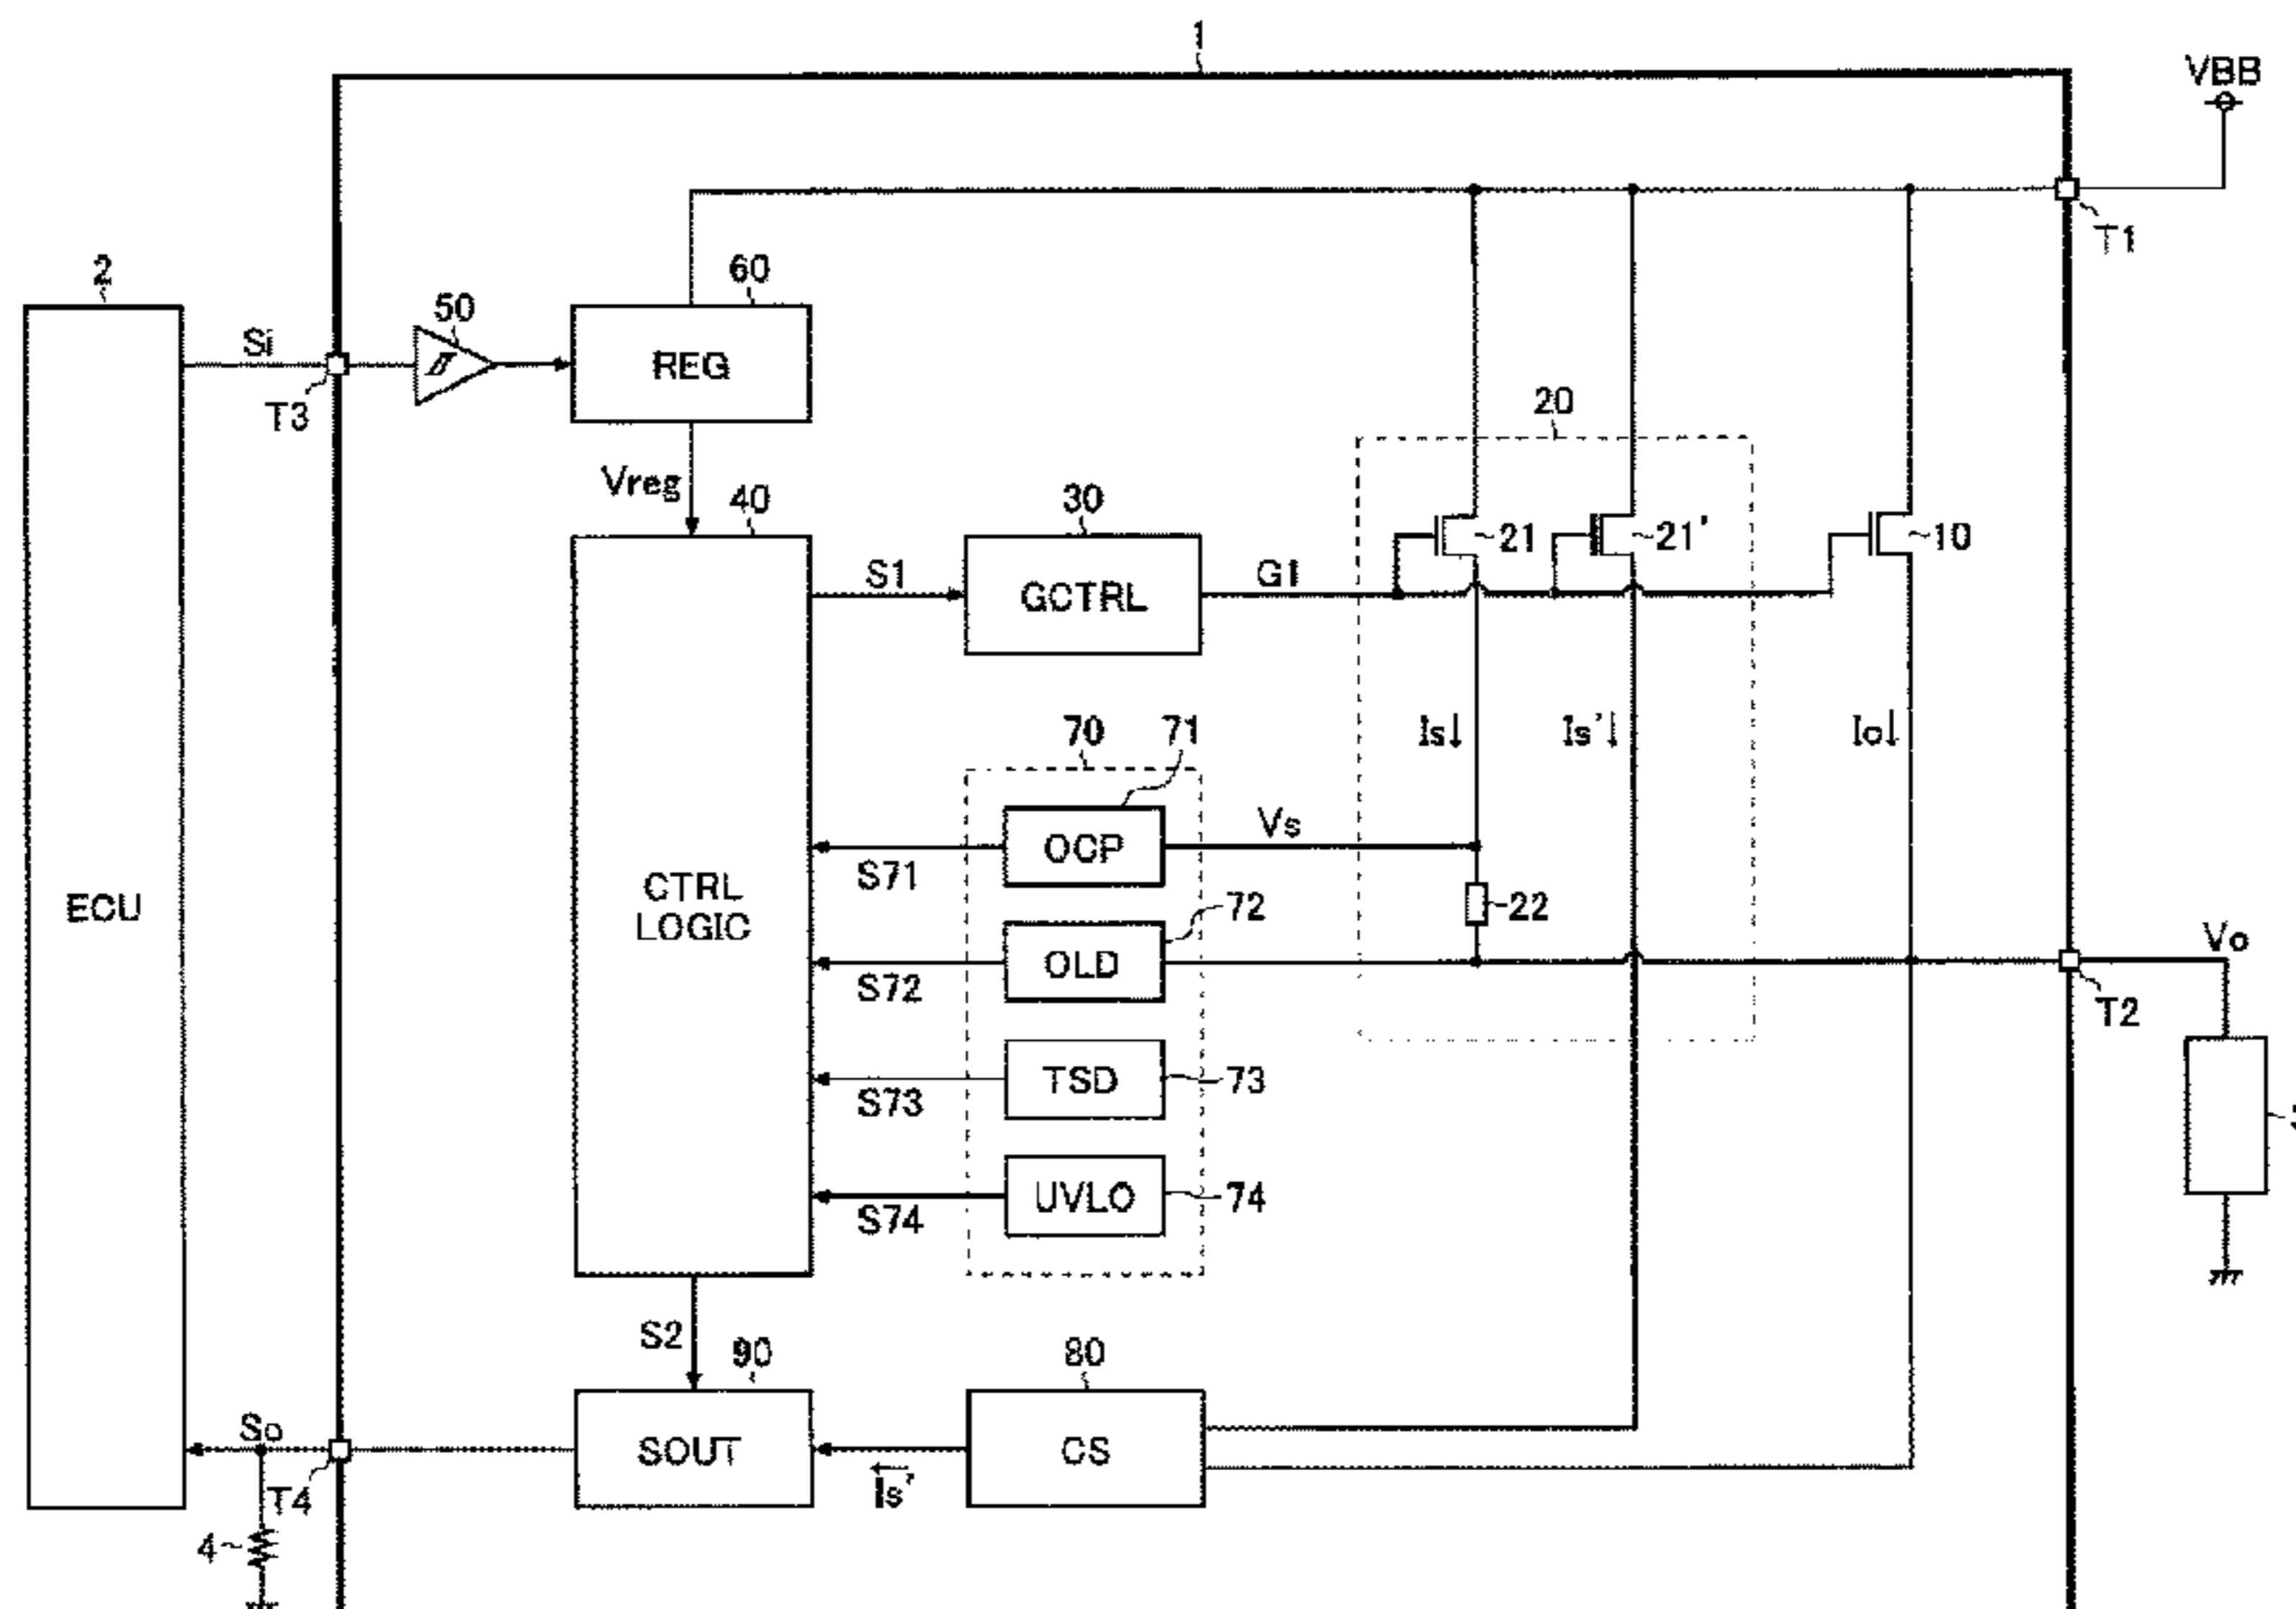 1
VBB
T1
2
60
50
Si
REG
T3
20
Vreg
40
30
21
21'
10
S1
GCTRL
G1
70
71
Is↓
Is'↓
Io↓
OCP
Vs
S71
CTRL
LOGIC
ECU
72
22
OLD
S72
Vo
T2
TSD
73
S73
UVLO
74
S74
S2
90
80
So
SOUT
CS
T4
Is'
4